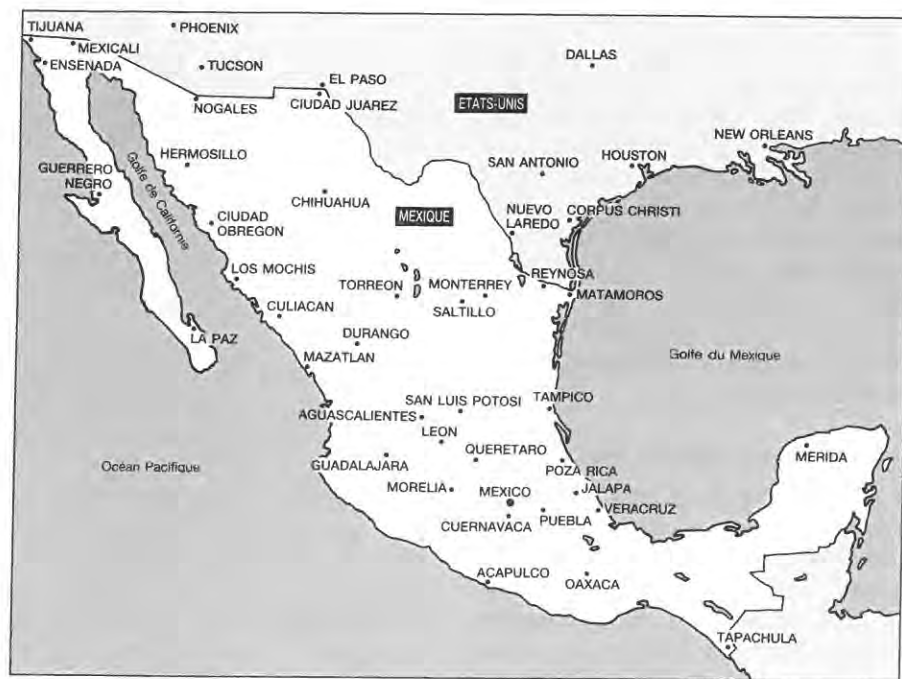 TIJUANA
MEXICALI
ENSENADA
PHOENIX
TUCSON
NOGALES
EL PASO
CIUDAD JUAREZ
DALLAS
ETATS-UNIS
NEW ORLEANS
HOUSTON
SAN ANTONIO
HERMOSILLO
GUERRERO
NEGRO
Golfe de Californie
CHIHUAHUA
MEXIQUE
NUEVO
LAREDO
CORPUS CHRISTI
CIUDAD
OBREGON
LOS MOCHIS
TORREON
MONTERREY
SALTILLO
REYNOSA
MATAMOROS
CULIACAN
LA PAZ
DURANGO
MAZATLAN
Golfe du Mexique
AGUASCALIENTES
SAN LUIS POTOSI
TAMPICO
LEON
QUERETARO
Océan Pacifique
GUADALAJARA
POZA RICA
MERIDA
MORELIA
MEXICO
JALAPA
CUERNAVACA
PUEBLA
VERACRUZ
ACAPULCO
OAXACA
TAPACHULA